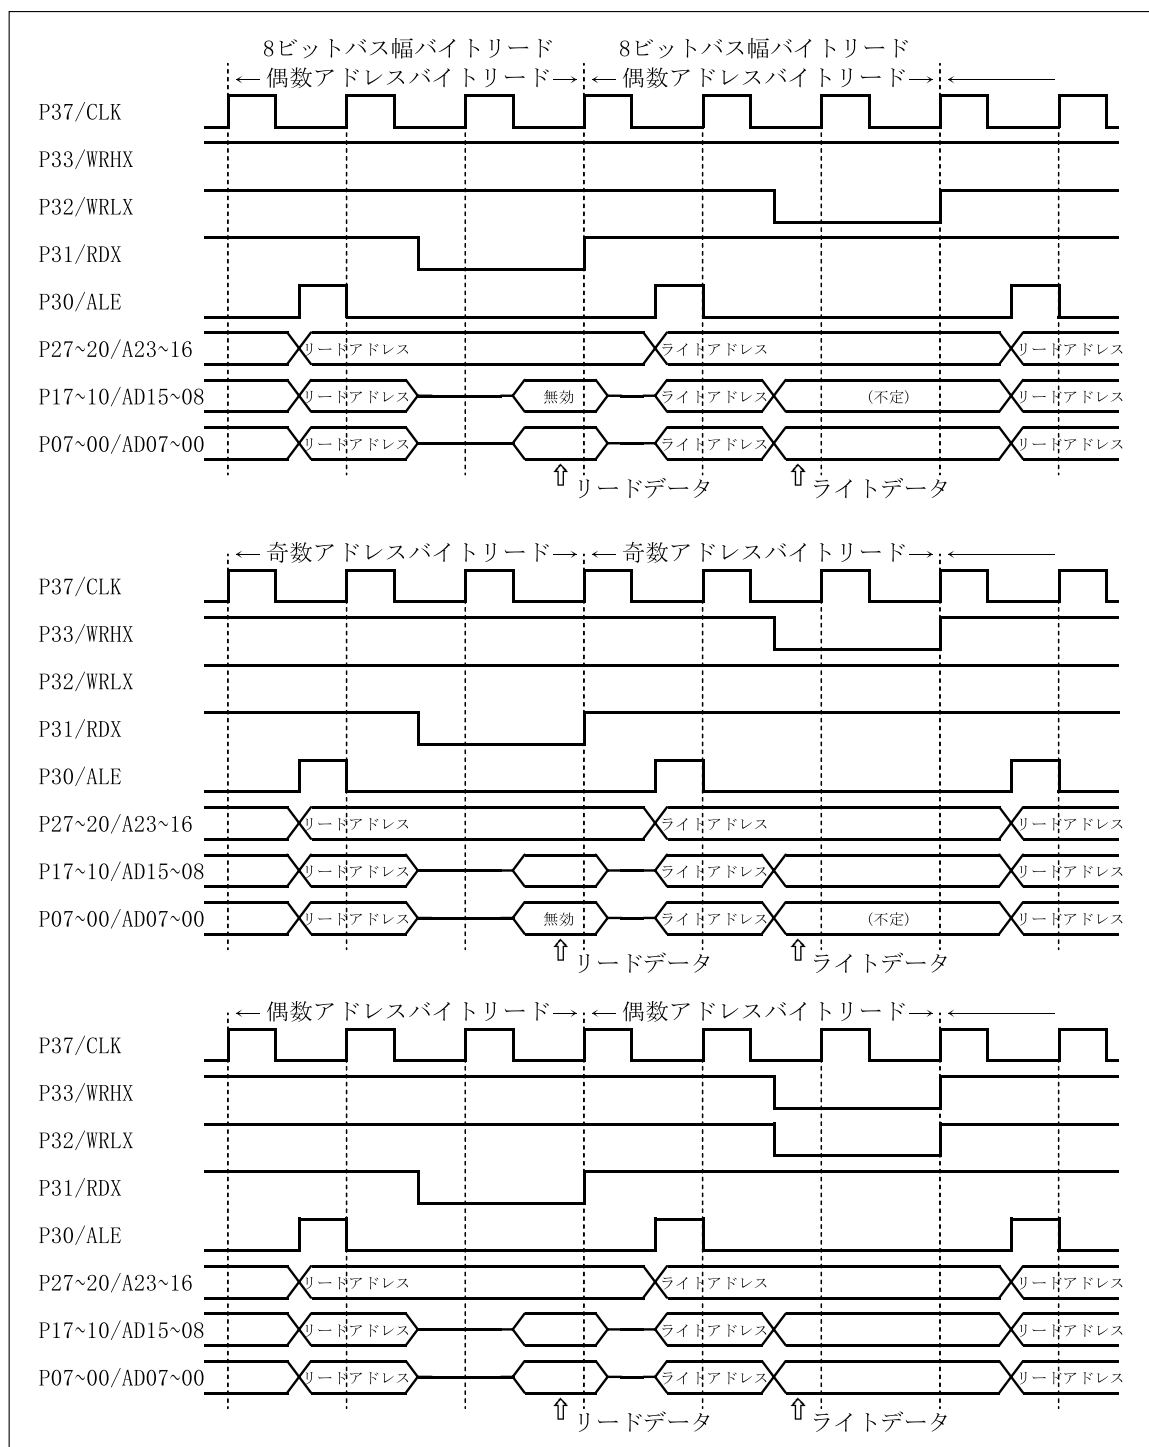 8ビットバス幅バイトリード 8ビットバス幅バイトリード
←偶数アドレスバイトリード→ ←偶数アドレスバイトリード→ ←
P37/CLK
P33/WRHX
P32/WRLX
P31/RDX
P30/ALE
P27~20/A23~16 リードアドレス ライトアドレス リードアドレス
P17~10/AD15~08 リードアドレス 無効 ライトアドレス (不定) リードアドレス
P07~00/AD07~00 リードアドレス ライトアドレス リードアドレス
⇧リードデータ ⇧ライトデータ
←奇数アドレスバイトリード→ ←奇数アドレスバイトリード→ ←
P37/CLK
P33/WRHX
P32/WRLX
P31/RDX
P30/ALE
P27~20/A23~16 リードアドレス ライトアドレス リードアドレス
P17~10/AD15~08 リードアドレス ライトアドレス リードアドレス
P07~00/AD07~00 リードアドレス 無効 ライトアドレス (不定) リードアドレス
⇧リードデータ ⇧ライトデータ
←偶数アドレスバイトリード→ ←偶数アドレスバイトリード→ ←
P37/CLK
P33/WRHX
P32/WRLX
P31/RDX
P30/ALE
P27~20/A23~16 リードアドレス ライトアドレス リードアドレス
P17~10/AD15~08 リードアドレス ライトアドレス リードアドレス
P07~00/AD07~00 リードアドレス ライトアドレス リードアドレス
⇧リードデータ ⇧ライトデータ